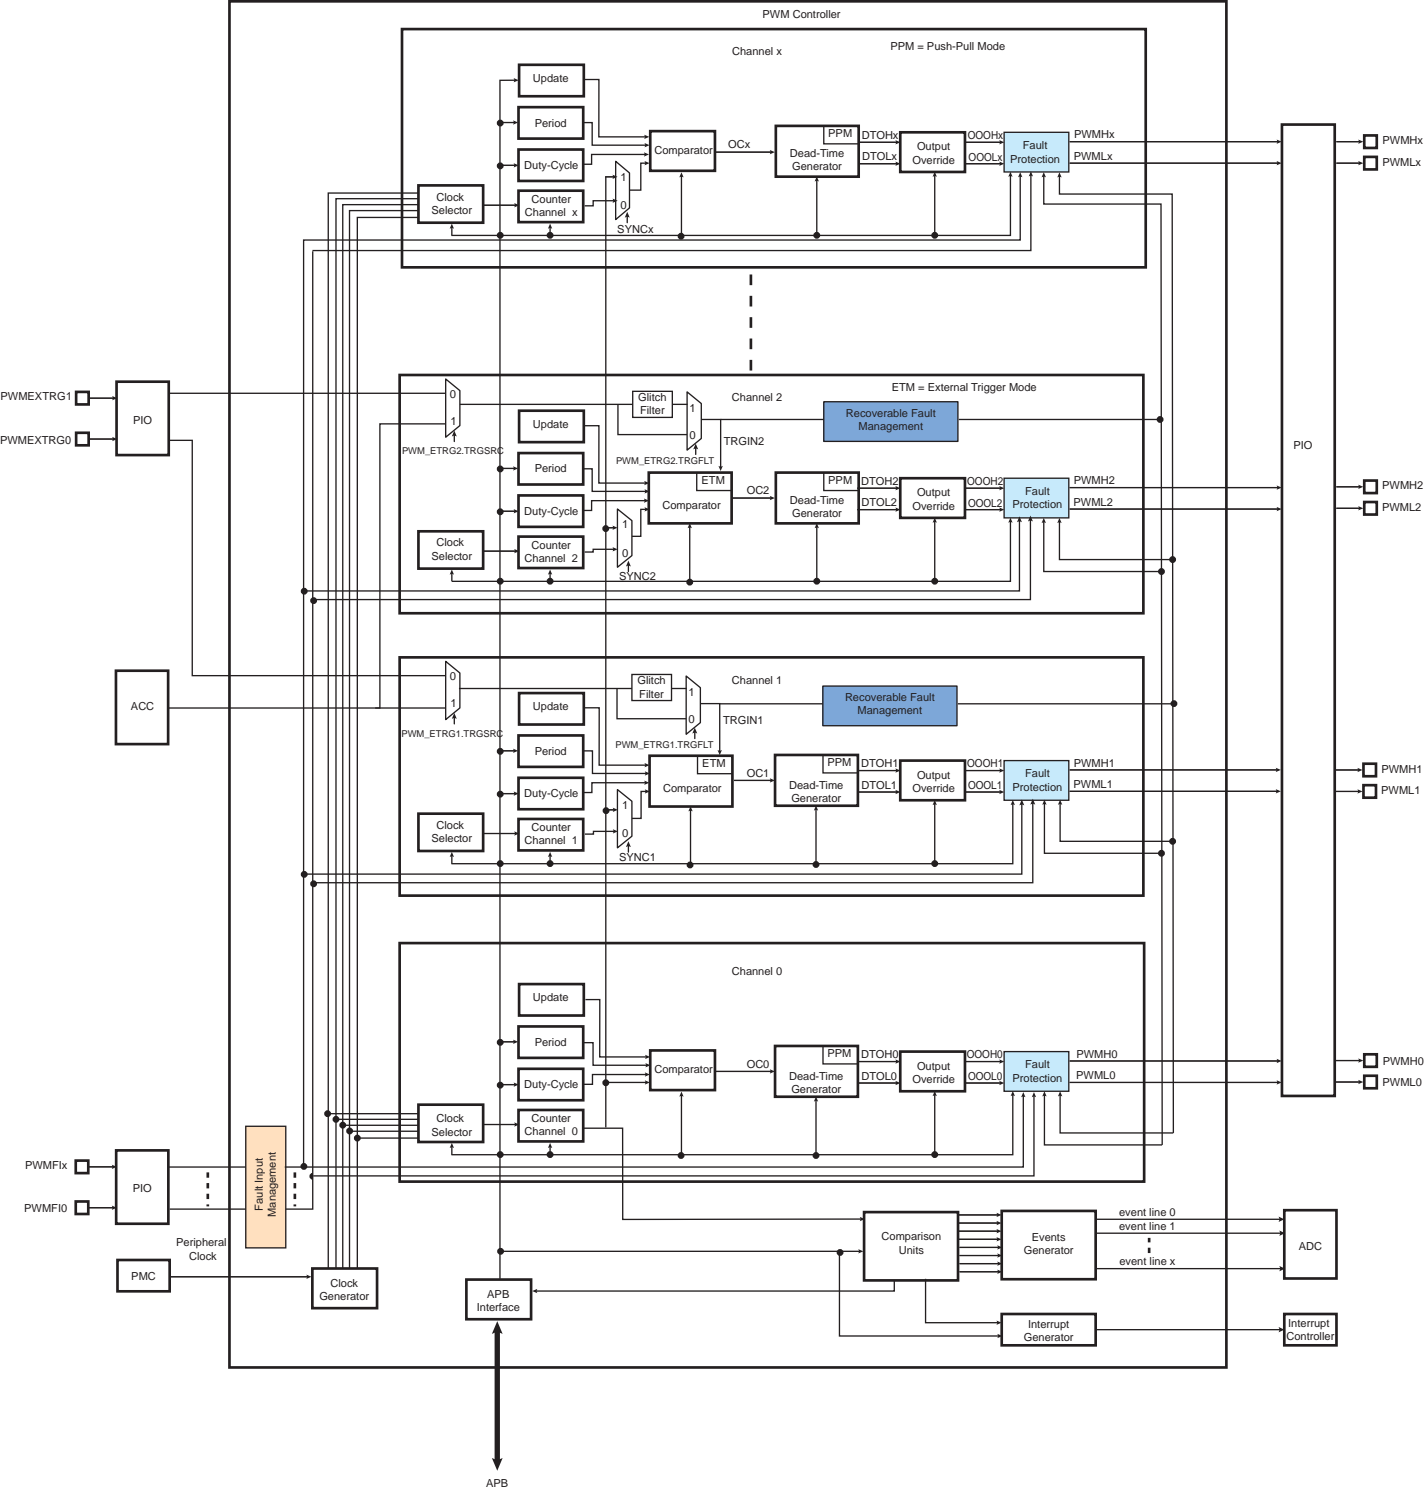 PWM Controller
Channel x
PPM = Push-Pull Mode
Update
Period
Duty-Cycle
Clock
Selector
Counter
Channel x
1
0
SYNCx
Comparator
OCx
PPM
Dead-Time
Generator
DTOHx
DTOLx
Output
Override
OOOHx
OOOLx
Fault
Protection
PWMHx
PWMLx
PWMHx
PWMLx
PIO
PWMEXTRG1
PWMEXTRG0
PIO
ETM = External Trigger Mode
Channel 2
0
1
PWM_ETRG2.TRGSRC
Glitch
Filter
1
0
PWM_ETRG2.TRGFLT
TRGIN2
Recoverable Fault
Management
Update
Period
Duty-Cycle
Clock
Selector
Counter
Channel 2
1
0
SYNC2
ETM
Comparator
OC2
PPM
Dead-Time
Generator
DTOH2
DTOL2
Output
Override
OOOH2
OOOL2
Fault
Protection
PWMH2
PWML2
PWMH2
PWML2
ACC
Channel 1
0
1
PWM_ETRG1.TRGSRC
Glitch
Filter
1
0
PWM_ETRG1.TRGFLT
TRGIN1
Recoverable Fault
Management
Update
Period
Duty-Cycle
Clock
Selector
Counter
Channel 1
1
0
SYNC1
ETM
Comparator
OC1
PPM
Dead-Time
Generator
DTOH1
DTOL1
Output
Override
OOOH1
OOOL1
Fault
Protection
PWMH1
PWML1
PWMH1
PWML1
Channel 0
Update
Period
Duty-Cycle
Clock
Selector
Counter
Channel 0
Comparator
OC0
PPM
Dead-Time
Generator
DTOH0
DTOL0
Output
Override
OOOH0
OOOL0
Fault
Protection
PWMH0
PWML0
PWMH0
PWML0
PWMFIx
PWMFI0
PIO
Fault Input
Management
Peripheral
Clock
PMC
Clock
Generator
APB
Interface
APB
Comparison
Units
Events
Generator
event line 0
event line 1
event line x
ADC
Interrupt
Generator
Interrupt
Controller